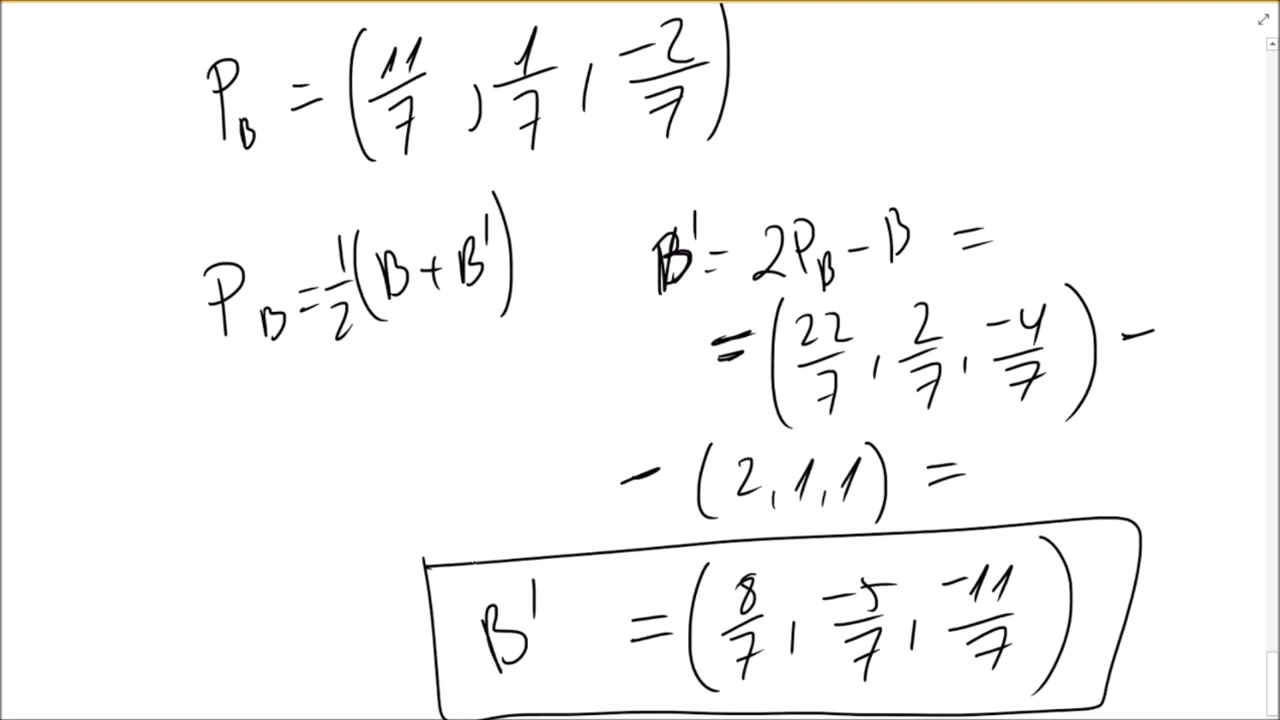 P_B = (11/7, 1/7, -2/7)
P_B = 1/2(B + B')
B' = 2P_B - B =
= (22/7, 2/7, -4/7) -
- (2, 1, 1) =
B' = (8/7, -5/7, -11/7)